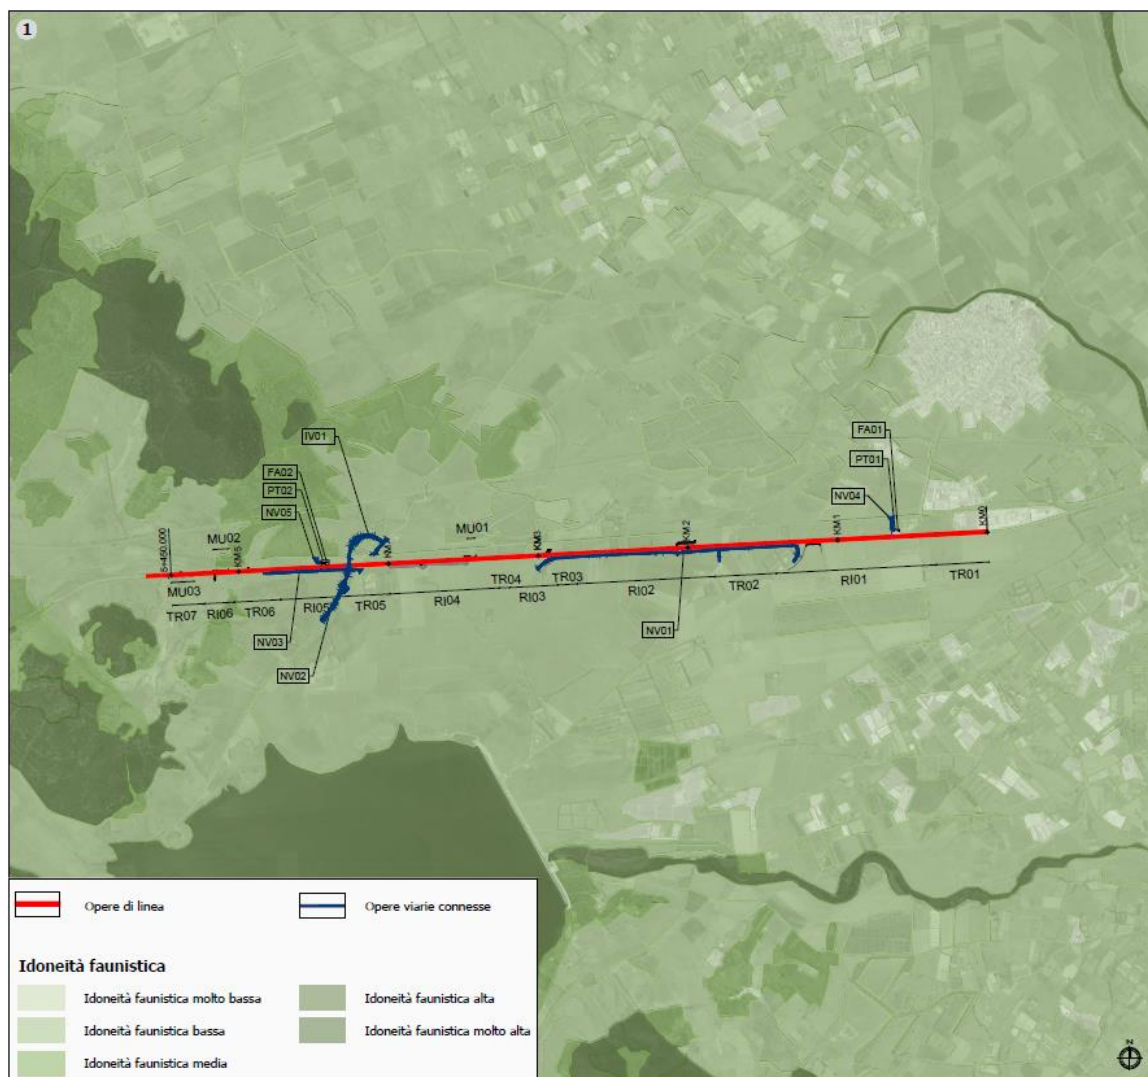 1
IV01
FA02
PT02
NV05
MU02
KM5
5+450.000
MU03
TR07
RI06
TR06
RI05
TR05
RI04
TR04
RI03
TR03
RI02
TR02
RI01
TR01
NV03
NV02
MU01
KM3
KM2
NV01
KM1
NV04
PT01
FA01
KM0
N
Opere di linea
Opere viarie connesse
Idoneità faunistica
Idoneità faunistica molto bassa
Idoneità faunistica alta
Idoneità faunistica bassa
Idoneità faunistica molto alta
Idoneità faunistica media